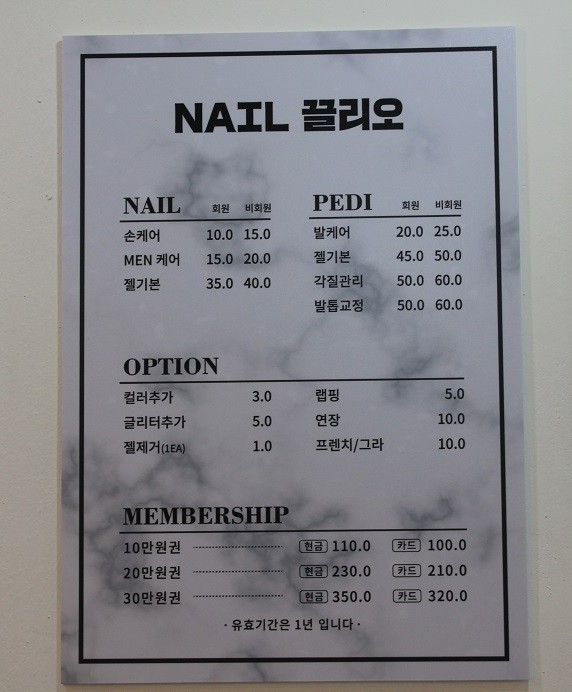 NAIL 끌리오
NAIL 회원 비회원
손케어 10.0 15.0
MEN 케어 15.0 20.0
젤기본 35.0 40.0
PEDI 회원 비회원
발케어 20.0 25.0
젤기본 45.0 50.0
각질관리 50.0 60.0
발톱교정 50.0 60.0
OPTION
컬러추가 3.0
글리터추가 5.0
젤제거(1EA) 1.0
랩핑 5.0
연장 10.0
프렌치/그라 10.0
MEMBERSHIP
10만원권 현금 110.0 카드 100.0
20만원권 현금 230.0 카드 210.0
30만원권 현금 350.0 카드 320.0
· 유효기간은 1년 입니다 ·